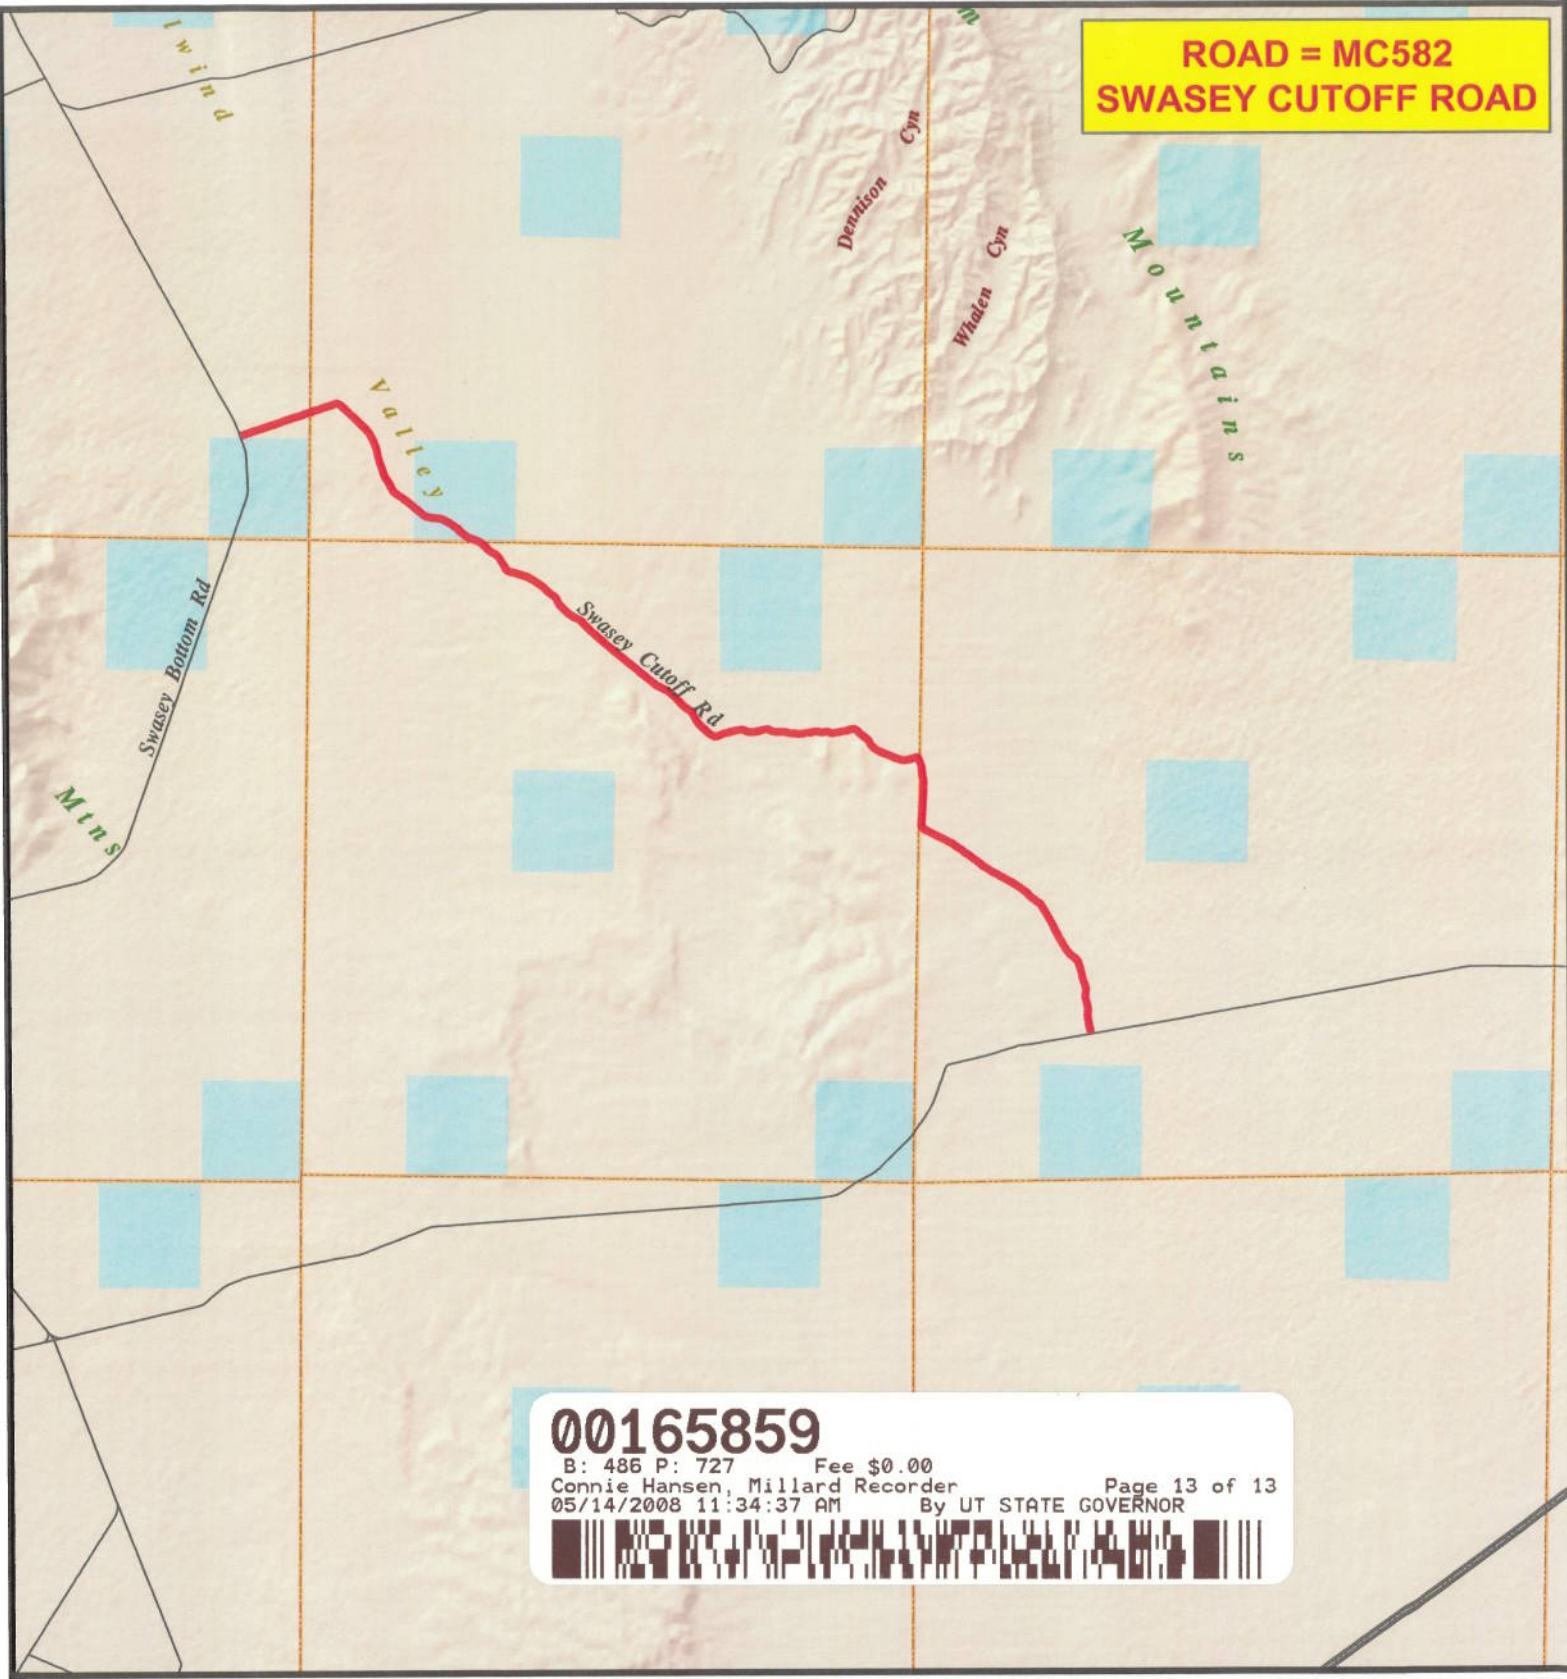 ROAD = MC582
SWASEY CUTOFF ROAD
lwind
m
Dennison Cyn
Whalen Cyn
Mountains
Valley
Swasey Bottom Rd
Swasey Cutoff Rd
Mtns
00165859
B: 486 P: 727 Fee $0.00
Connie Hansen, Millard Recorder Page 13 of 13
05/14/2008 11:34:37 AM By UT STATE GOVERNOR